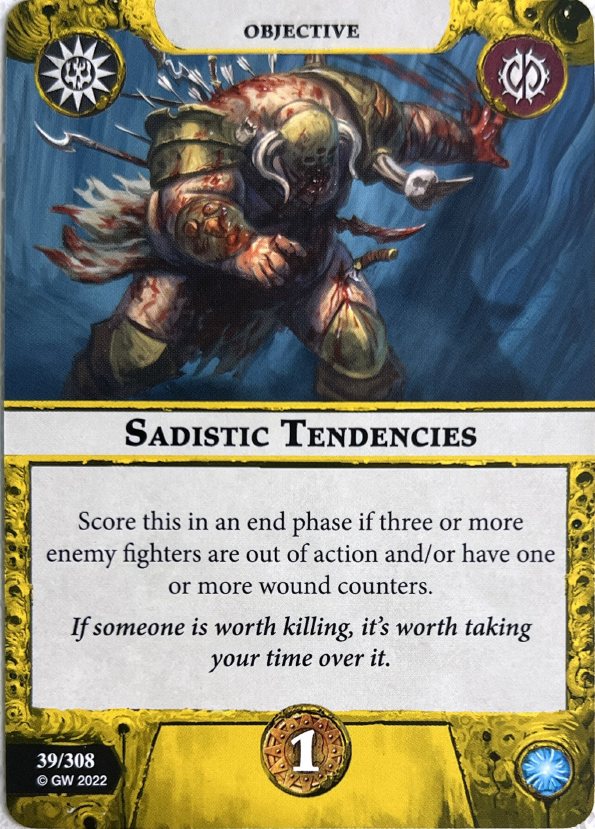 OBJECTIVE
SADISTIC TENDENCIES
Score this in an end phase if three or more
enemy fighters are out of action and/or have one
or more wound counters.
If someone is worth killing, it's worth taking
your time over it.
1
39/308
© GW 2022